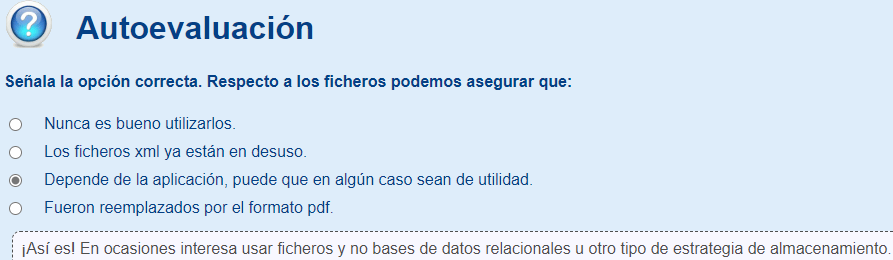 Autoevaluación
Señala la opción correcta. Respecto a los ficheros podemos asegurar que:
Nunca es bueno utilizarlos.
Los ficheros xml ya están en desuso.
Depende de la aplicación, puede que en algún caso sean de utilidad.
Fueron reemplazados por el formato pdf.
¡Así es! En ocasiones interesa usar ficheros y no bases de datos relacionales u otro tipo de estrategia de almacenamiento.